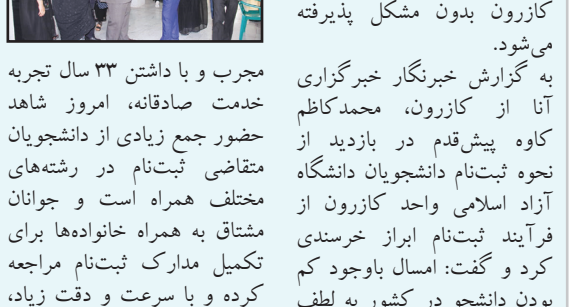 کازرون بدون مشکل پذیرفته
می‌شود.
به گزارش خبرنگار خبرگزاری
آنا از کازرون، محمدکاظم
کاوه پیش‌قدم در بازدید از
نحوه ثبت‌نام دانشجویان دانشگاه
آزاد اسلامی واحد کازرون از
فرآیند ثبت‌نام ابراز خرسندی
کرد و گفت: امسال باوجود کم
بودن دانشجو در کشور به لطف
مجرب و با داشتن ۳۳ سال تجربه
خدمت صادقانه، امروز شاهد
حضور جمع زیادی از دانشجویان
متقاضی ثبت‌نام در رشته‌های
مختلف همراه است و جوانان
مشتاق به همراه خانواده‌ها برای
تکمیل مدارک ثبت‌نام مراجعه
کرده و با سرعت و دقت زیاد،